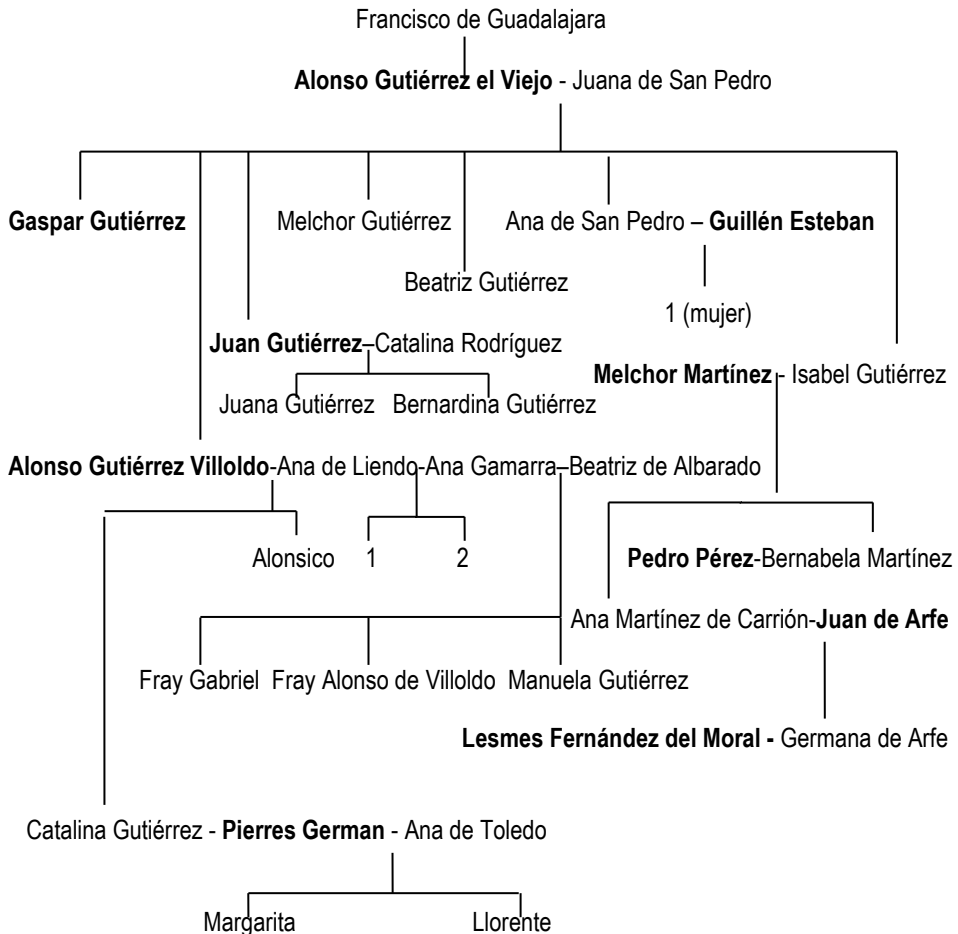 Francisco de Guadalajara
Alonso Gutiérrez el Viejo - Juana de San Pedro
Gaspar Gutiérrez Melchor Gutiérrez Ana de San Pedro – Guillén Esteban
Beatriz Gutiérrez
1 (mujer)
Juan Gutiérrez–Catalina Rodríguez
Melchor Martínez - Isabel Gutiérrez
Juana Gutiérrez Bernardina Gutiérrez
Alonso Gutiérrez Villoldo-Ana de Liendo-Ana Gamarra–Beatriz de Albarado
Alonsico 1 2 Pedro Pérez-Bernabela Martínez
Ana Martínez de Carrión-Juan de Arfe
Fray Gabriel Fray Alonso de Villoldo Manuela Gutiérrez
Lesmes Fernández del Moral - Germana de Arfe
Catalina Gutiérrez - Pierres German - Ana de Toledo
Margarita Llorente